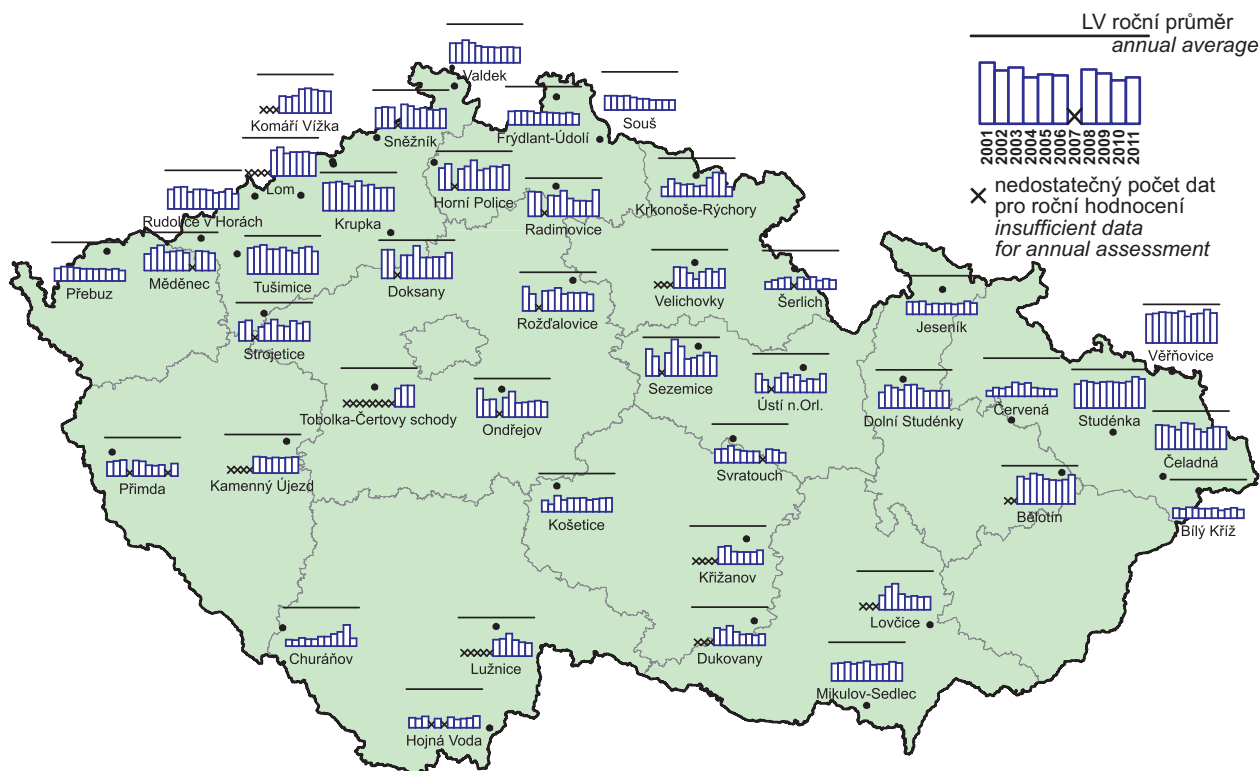 LV roční průměr
annual average
2001
2002
2003
2004
2005
2006
2007
2008
2009
2010
2011
nedostatečný počet dat
pro roční hodnocení
insufficient data
for annual assessment
Valdek
Komáří Vížka
Sněžník
Frýdlant-Údolí
Souš
Lom
Rudolice v Horách
Krupka
Horní Police
Radimovice
Krkonoše-Rýchory
Přebuz
Měděnec
Tušimice
Doksany
Rožďalovice
Velichovky
Šerlich
Jeseník
Věřňovice
Strojetice
Tobolka-Čertovy schody
Ondřejov
Sezemice
Ústí n.Orl.
Dolní Studénky
Červená
Studénka
Čeladná
Přimda
Kamenný Újezd
Košetice
Svratouch
Bělotín
Bílý Kříž
Křižanov
Lovčice
Churáňov
Lužnice
Dukovany
Mikulov-Sedlec
Hojná Voda